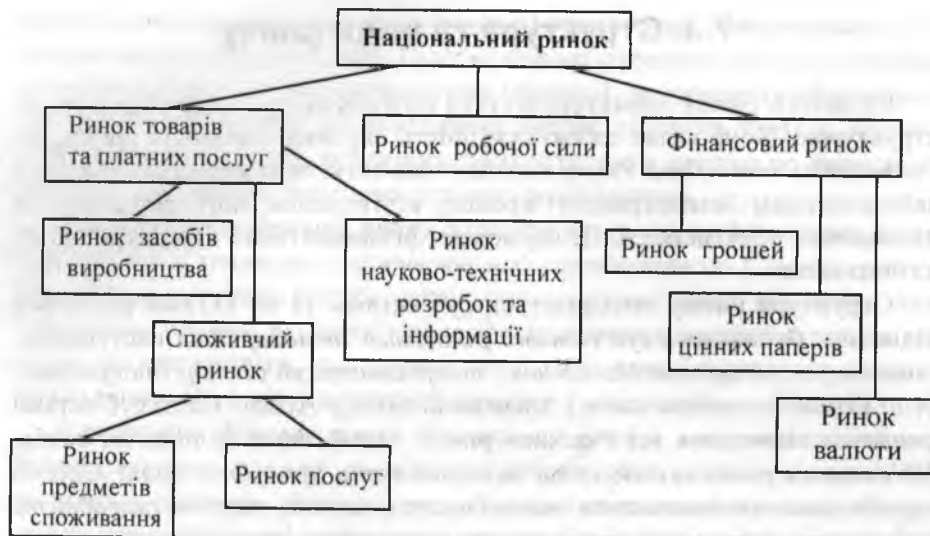 Національний ринок
Ринок товарів
та платних послуг
Ринок робочої сили
Фінансовий ринок
Ринок засобів
виробництва
Ринок
науково-технічних
розробок та
інформації
Ринок грошей
Ринок
цінних паперів
Споживчий
ринок
Ринок
валюти
Ринок
предметів
споживання
Ринок послуг